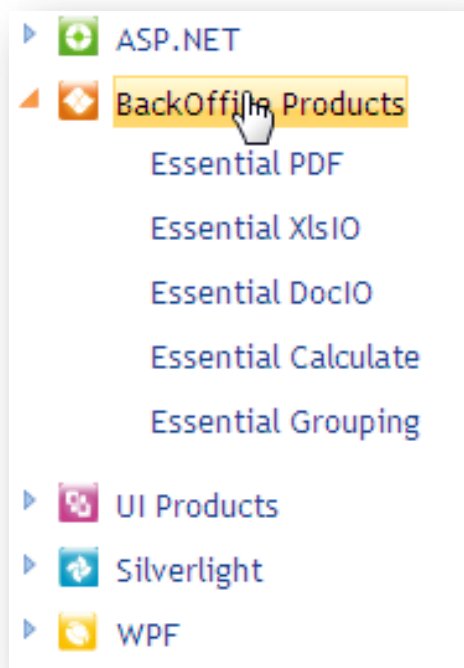 ASP.NET
BackOffice Products
Essential PDF
Essential XlsIO
Essential DocIO
Essential Calculate
Essential Grouping
UI Products
Silverlight
WPF